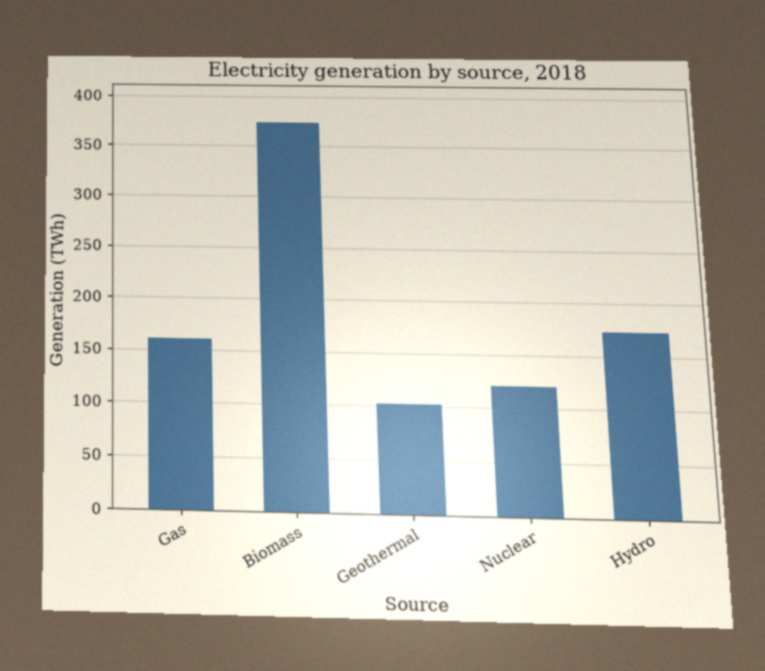 Electricity generation by source, 2018
Generation (TWh)
400
350
300
250
200
150
100
50
0
Gas
Biomass
Geothermal
Nuclear
Hydro
Source